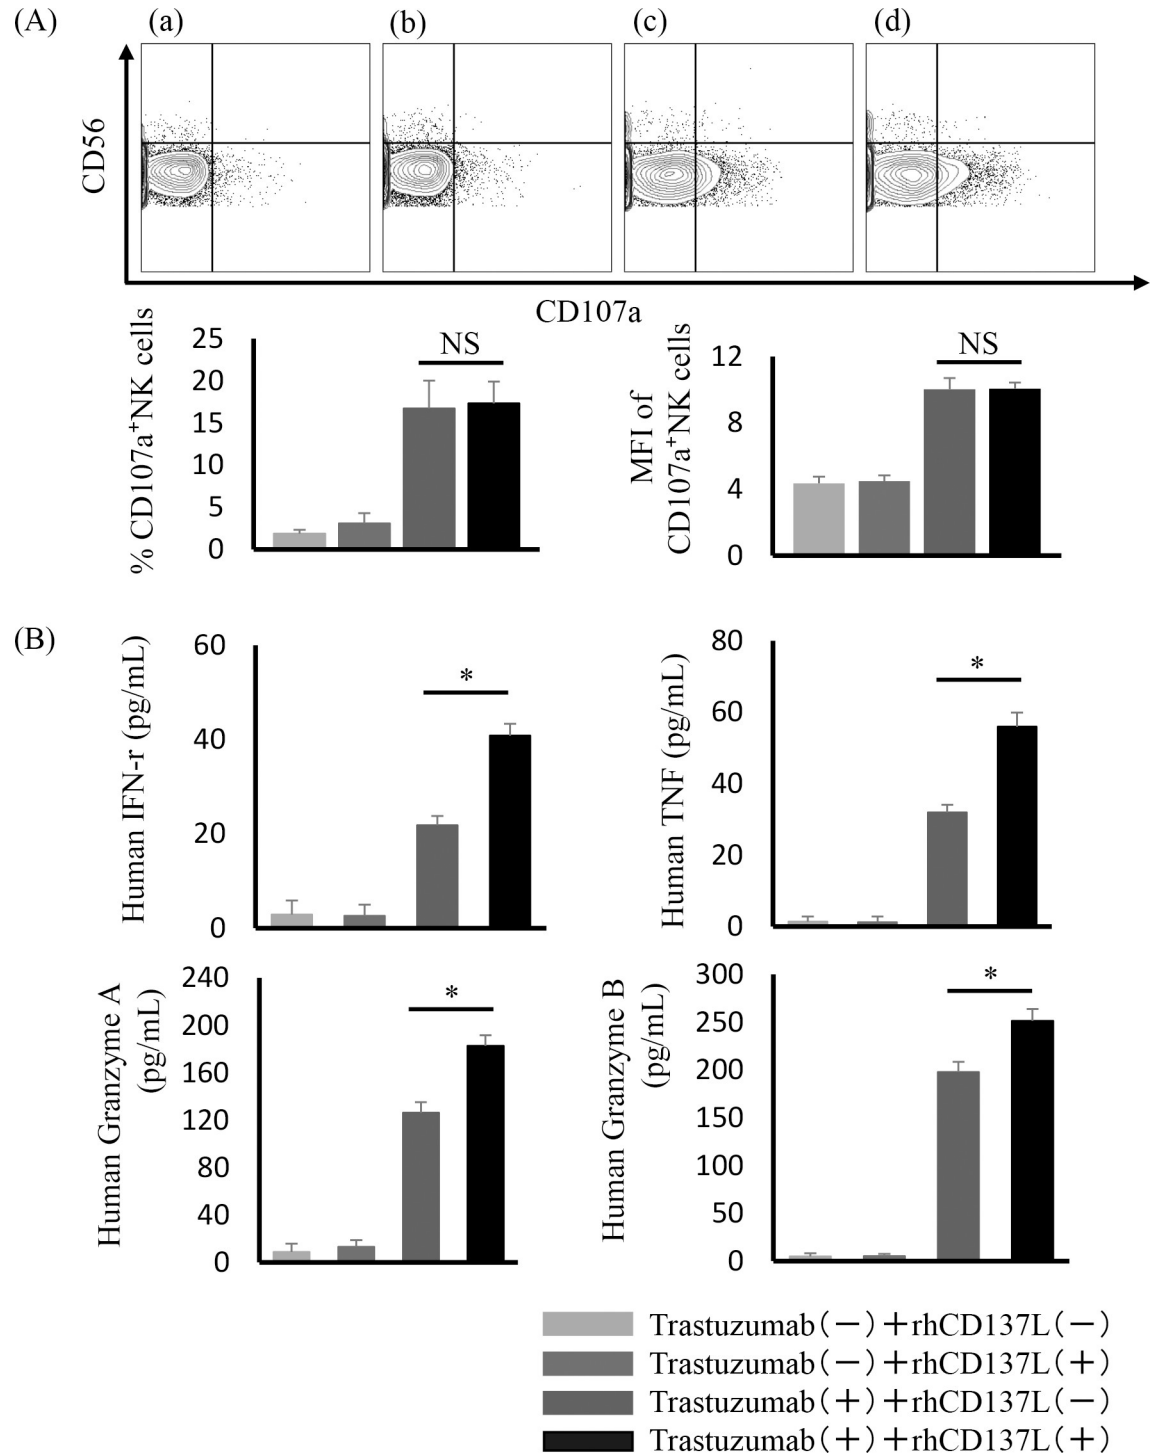 (A)
(a)
(b)
(c)
(d)
CD56
CD107a
% CD107a⁺NK cells
25
20
15
10
5
0
NS
MFI of
CD107a⁺NK cells
12
8
4
0
NS
(B)
Human IFN-r (pg/mL)
60
40
20
0
*
Human TNF (pg/mL)
80
60
40
20
0
*
Human Granzyme A
(pg/mL)
240
200
160
120
80
40
0
*
Human Granzyme B
(pg/mL)
300
250
200
150
100
50
0
*
Trastuzumab(−)+rhCD137L(−)
Trastuzumab(−)+rhCD137L(+)
Trastuzumab(+)+rhCD137L(−)
Trastuzumab(+)+rhCD137L(+)